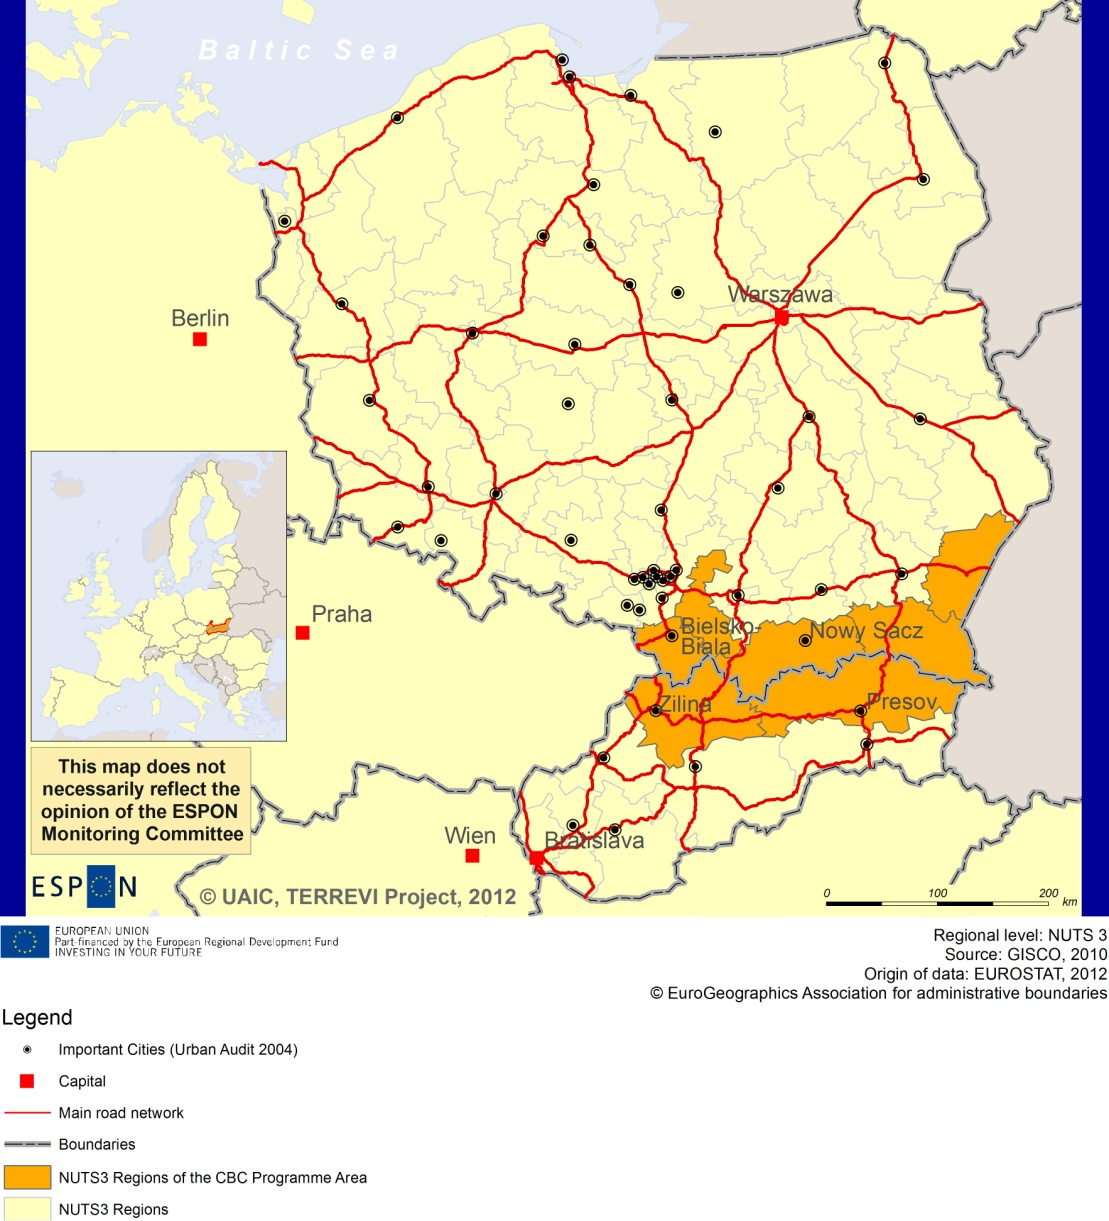 Baltic Sea
Warszawa
Berlin
Praha
Bielsko-
Biala
Nowy Sacz
Zilina
Presov
This map does not
necessarily reflect the
opinion of the ESPON
Monitoring Committee
Wien
Bratislava
ESPON
© UAIC, TERREVI Project, 2012
0 100 200
km
EUROPEAN UNION
Part-financed by the European Regional Development Fund
INVESTING IN YOUR FUTURE
Regional level: NUTS 3
Source: GISCO, 2010
Origin of data: EUROSTAT, 2012
© EuroGeographics Association for administrative boundaries
Legend
Important Cities (Urban Audit 2004)
Capital
Main road network
Boundaries
NUTS3 Regions of the CBC Programme Area
NUTS3 Regions